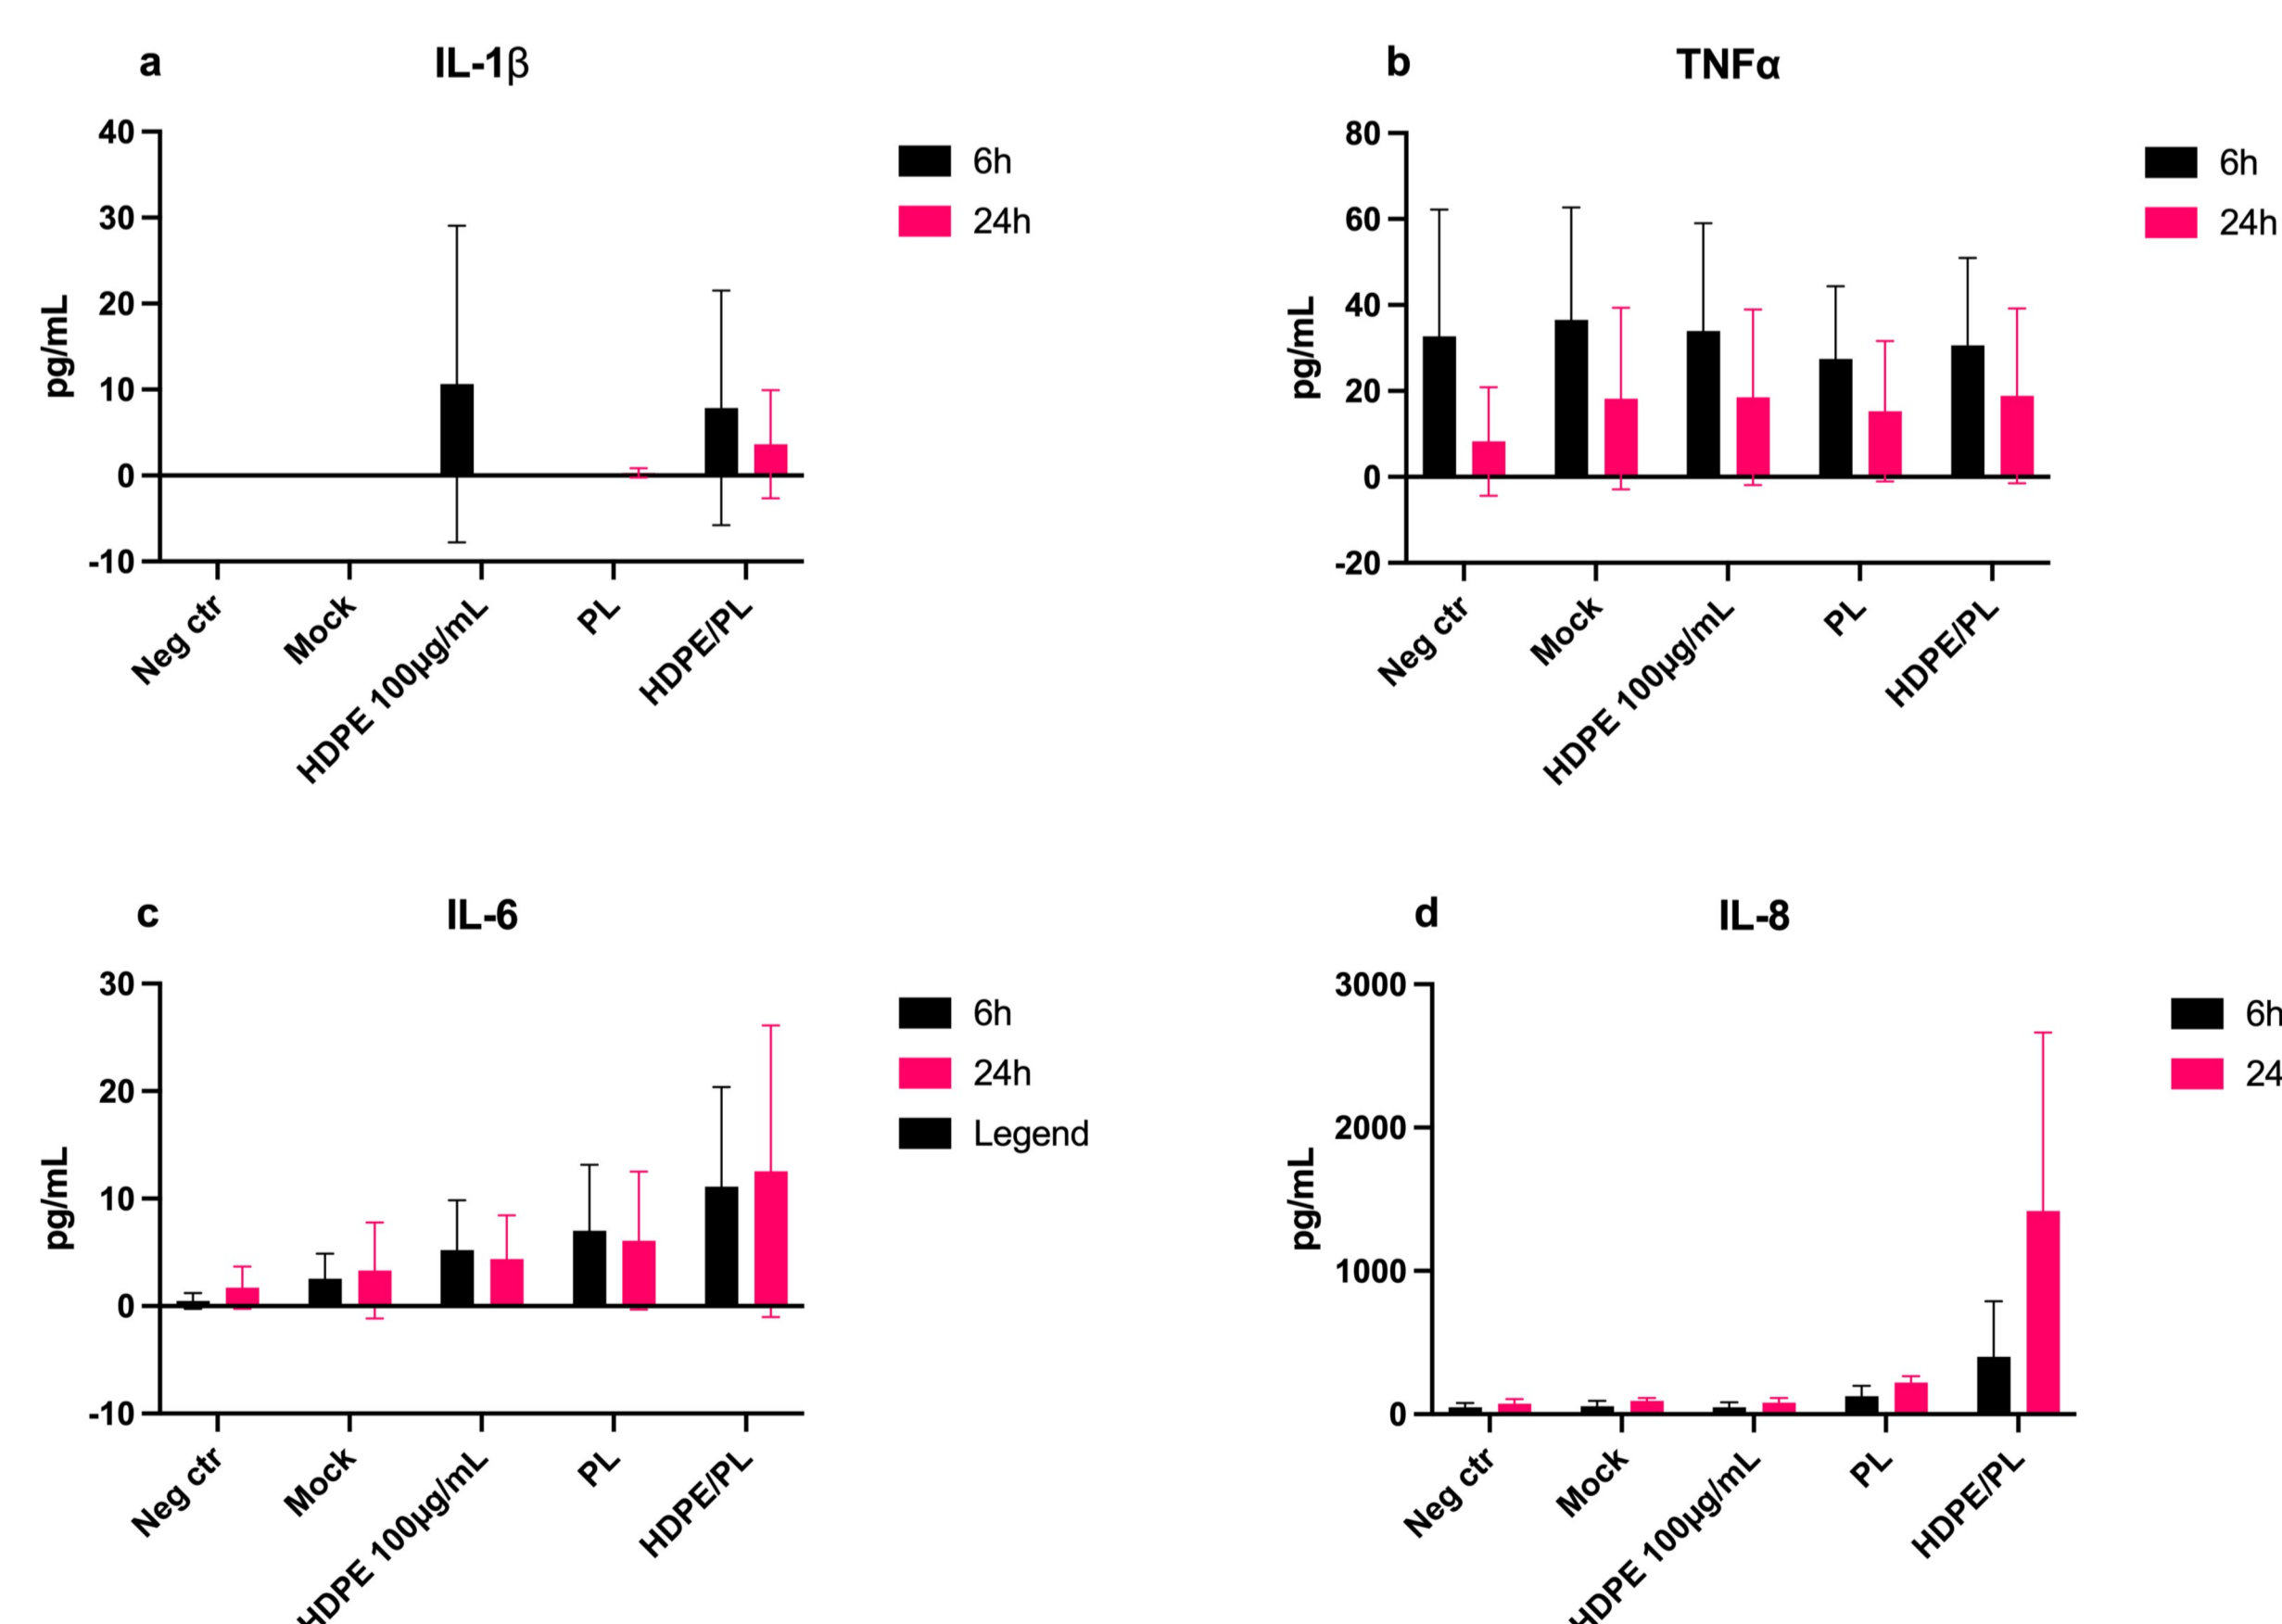 a
IL-1β
40
30
20
10
0
-10
pg/mL
Neg ctr
Mock
HDPE 100µg/mL
PL
HDPE/PL
6h
24h
b
TNFα
80
60
40
20
0
-20
pg/mL
Neg ctr
Mock
HDPE 100µg/mL
PL
HDPE/PL
6h
24h
c
IL-6
30
20
10
0
-10
pg/mL
Neg ctr
Mock
HDPE 100µg/mL
PL
HDPE/PL
6h
24h
Legend
d
IL-8
3000
2000
1000
0
pg/mL
Neg ctr
Mock
HDPE 100µg/mL
PL
HDPE/PL
6h
24